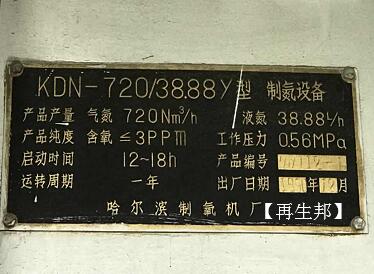 KDN-720/38.88Y型 制氮设备
产品产量 气氮 720Nm³/h 液氮 38.88L/h
产品纯度 含氧 ≤3PPm 工作压力 0.56MPa
启动时间 12~18h 产品编号
运转周期 一年 出厂日期 年 月
哈尔滨制氧机厂
【再生邦】